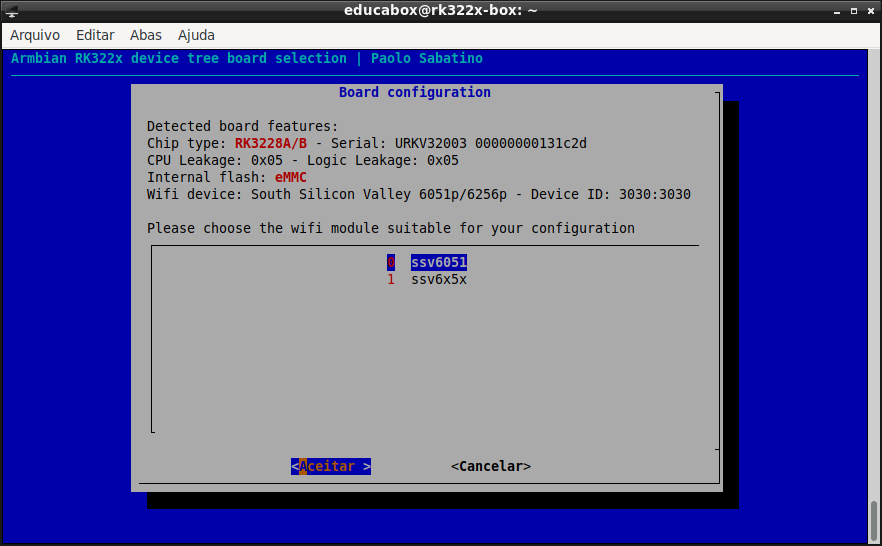 educabox@rk322x-box: ~
Arquivo Editar Abas Ajuda
Armbian RK322x device tree board selection | Paolo Sabatino
Board configuration
Detected board features:
Chip type: RK3228A/B - Serial: URKV32003 00000000131c2d
CPU Leakage: 0x05 - Logic Leakage: 0x05
Internal flash: eMMC
Wifi device: South Silicon Valley 6051p/6256p - Device ID: 3030:3030
Please choose the wifi module suitable for your configuration
0 ssv6051
1 ssv6x5x
<Aceitar > <Cancelar>